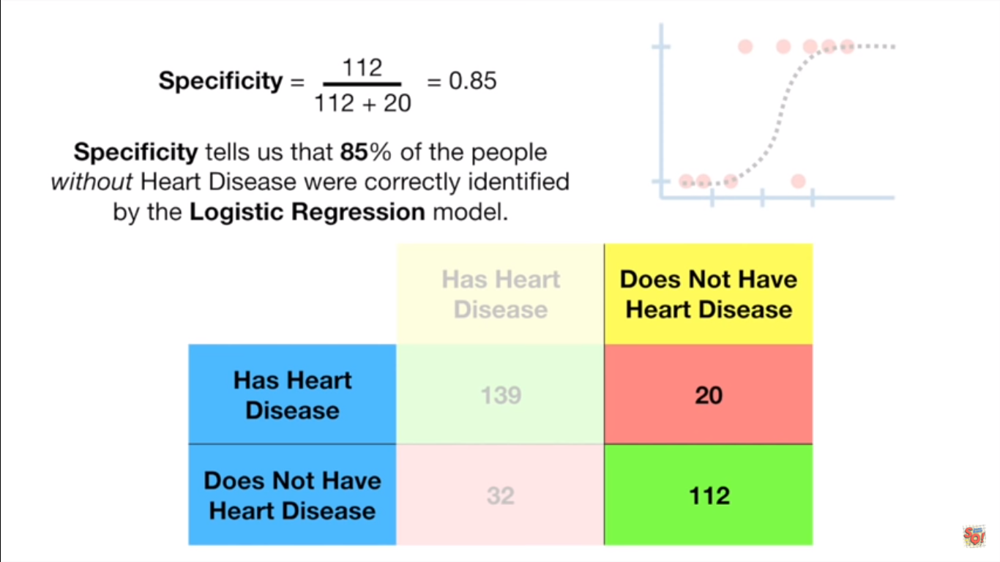 Specificity = 112 / 112 + 20 = 0.85
Specificity tells us that 85% of the people
without Heart Disease were correctly identified
by the Logistic Regression model.
Has Heart
Disease
Does Not Have
Heart Disease
Has Heart
Disease
139
20
Does Not Have
Heart Disease
32
112